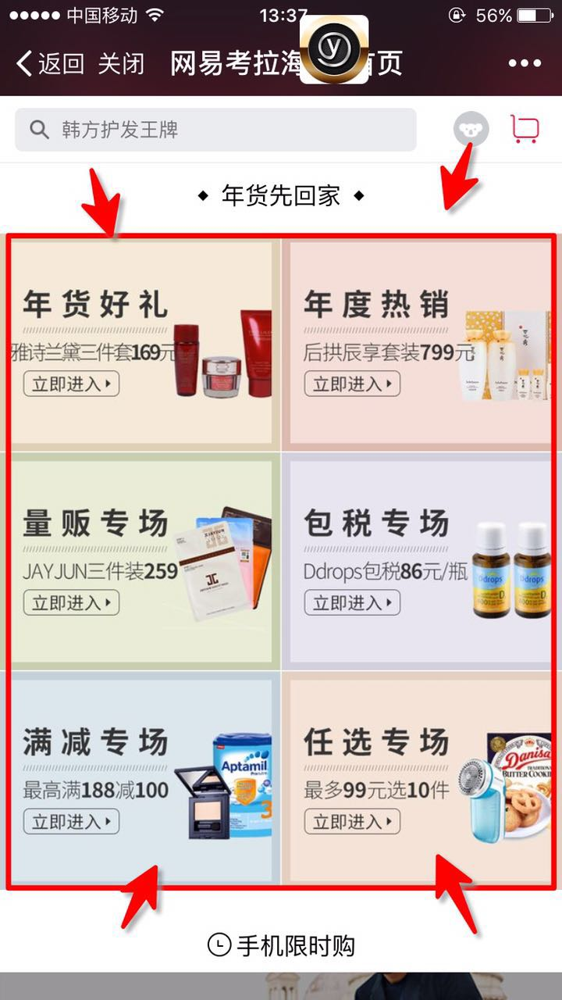 中国移动
13:37
56%
返回 关闭 网易考拉海
首页
韩方护发王牌
年货先回家
年货好礼
雅诗兰黛三件套169元
立即进入
年度热销
后拱辰享套装799元
立即进入
量贩专场
JAYJUN三件装259
立即进入
JAYJUN
包税专场
Ddrops包税86元/瓶
立即进入
Ddrops
Ddrops
满减专场
最高满188减100
立即进入
Aptamil
3
任选专场
最多99元选10件
立即进入
Danisa
TRADITIONAL
BUTTER COOKI
手机限时购